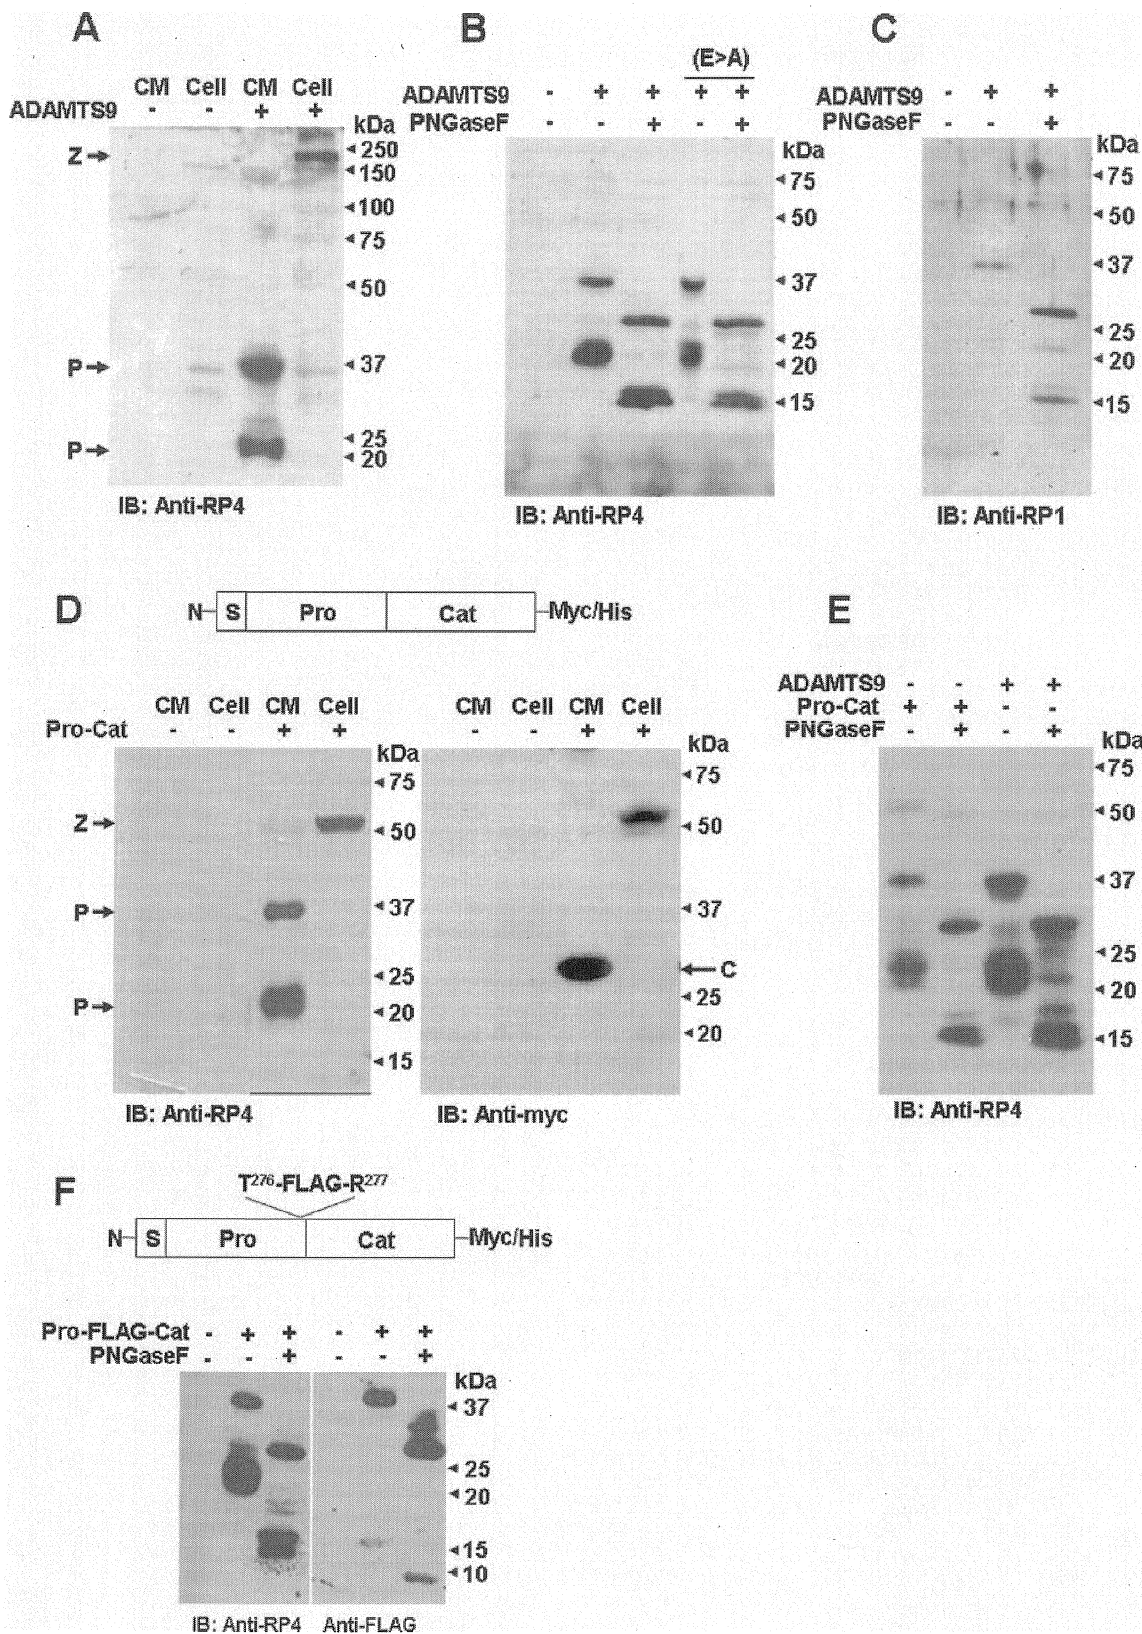 A
CM Cell CM Cell
ADAMTS9 - - + +
kDa
Z→
◄250
◄150
◄100
◄75
◄50
P→ ◄37
P→ ◄25
◄20
IB: Anti-RP4
B
(E>A)
ADAMTS9 - + + + +
PNGaseF - - + - +
kDa
◄75
◄50
◄37
◄25
◄20
◄15
IB: Anti-RP4
C
ADAMTS9 - + +
PNGaseF - - +
kDa
◄75
◄50
◄37
◄25
◄20
◄15
IB: Anti-RP1
D
N S Pro Cat Myc/His
CM Cell CM Cell
Pro-Cat - - + +
kDa
◄75
Z→ ◄50
P→ ◄37
◄25
P→ ◄20
◄15
IB: Anti-RP4
CM Cell CM Cell
- - + +
kDa
◄75
◄50
◄37
←C
◄25
◄20
IB: Anti-myc
E
ADAMTS9 - - + +
Pro-Cat + + - -
PNGaseF - + - +
kDa
◄75
◄50
◄37
◄25
◄20
◄15
IB: Anti-RP4
F
T²⁷⁶-FLAG-R²⁷⁷
N S Pro Cat Myc/His
Pro-FLAG-Cat - + + - + +
PNGaseF - - + - - +
kDa
◄37
◄25
◄20
◄15
◄10
IB: Anti-RP4 Anti-FLAG